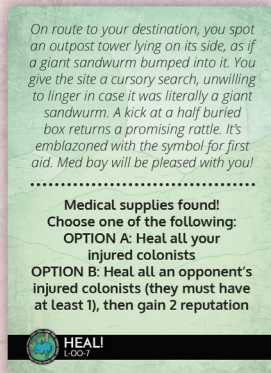 On route to your destination, you spot
an outpost tower lying on its side, as if
a giant sandwurm bumped into it. You
give the site a cursory search, unwilling
to linger in case it was literally a giant
sandwurm. A kick at a half buried
box returns a promising rattle. It's
emblazoned with the symbol for first
aid. Med bay will be pleased with you!
Medical supplies found!
Choose one of the following:
OPTION A: Heal all your
injured colonists
OPTION B: Heal all an opponent's
injured colonists (they must have
at least 1), then gain 2 reputation
HEAL!
L-OO-7